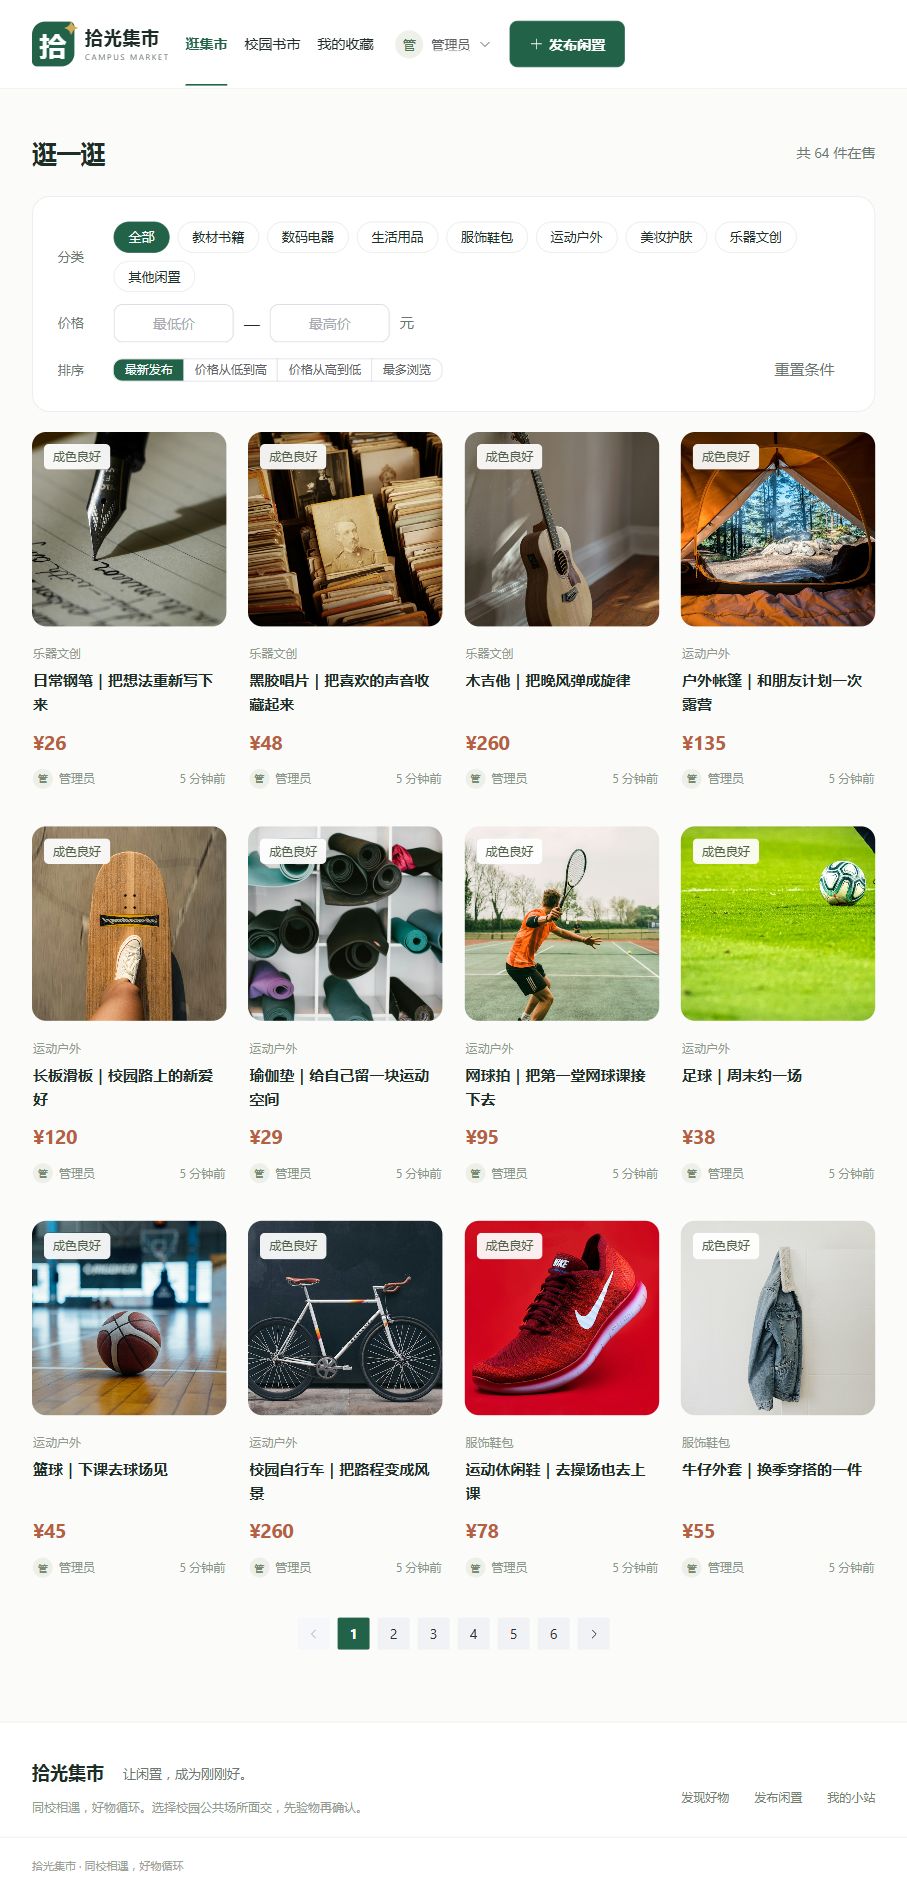 拾 拾光集市
CAMPUS MARKET
逛集市 校园书市 我的收藏 管 管理员 + 发布闲置
逛一逛 共 64 件在售
分类 全部 教材书籍 数码电器 生活用品 服饰鞋包 运动户外 美妆护肤 乐器文创
其他闲置
价格 最低价 — 最高价 元
排序 最新发布 价格从低到高 价格从高到低 最多浏览 重置条件
成色良好 成色良好 成色良好 成色良好
乐器文创
日常钢笔 | 把想法重新写下
来
¥26
管 管理员 5 分钟前
乐器文创
黑胶唱片 | 把喜欢的声音收
藏起来
¥48
管 管理员 5 分钟前
乐器文创
木吉他 | 把晚风弹成旋律
¥260
管 管理员 5 分钟前
运动户外
户外帐篷 | 和朋友计划一次
露营
¥135
管 管理员 5 分钟前
成色良好 成色良好 成色良好 成色良好
运动户外
长板滑板 | 校园路上的新爱
好
¥120
管 管理员 5 分钟前
运动户外
瑜伽垫 | 给自己留一块运动
空间
¥29
管 管理员 5 分钟前
运动户外
网球拍 | 把第一堂网球课接
下去
¥95
管 管理员 5 分钟前
运动户外
足球 | 周末约一场
¥38
管 管理员 5 分钟前
成色良好 成色良好 成色良好 成色良好
NIKE
运动户外
篮球 | 下课去球场见
¥45
管 管理员 5 分钟前
运动户外
校园自行车 | 把路程变成风
景
¥260
管 管理员 5 分钟前
服饰鞋包
运动休闲鞋 | 去操场也去上
课
¥78
管 管理员 5 分钟前
服饰鞋包
牛仔外套 | 换季穿搭的一件
¥55
管 管理员 5 分钟前
< 1 2 3 4 5 6 >
拾光集市 让闲置，成为刚刚好。
同校相遇，好物循环。选择校园公共场所面交，先验物再确认。
发现好物 发布闲置 我的小站
拾光集市 · 同校相遇，好物循环